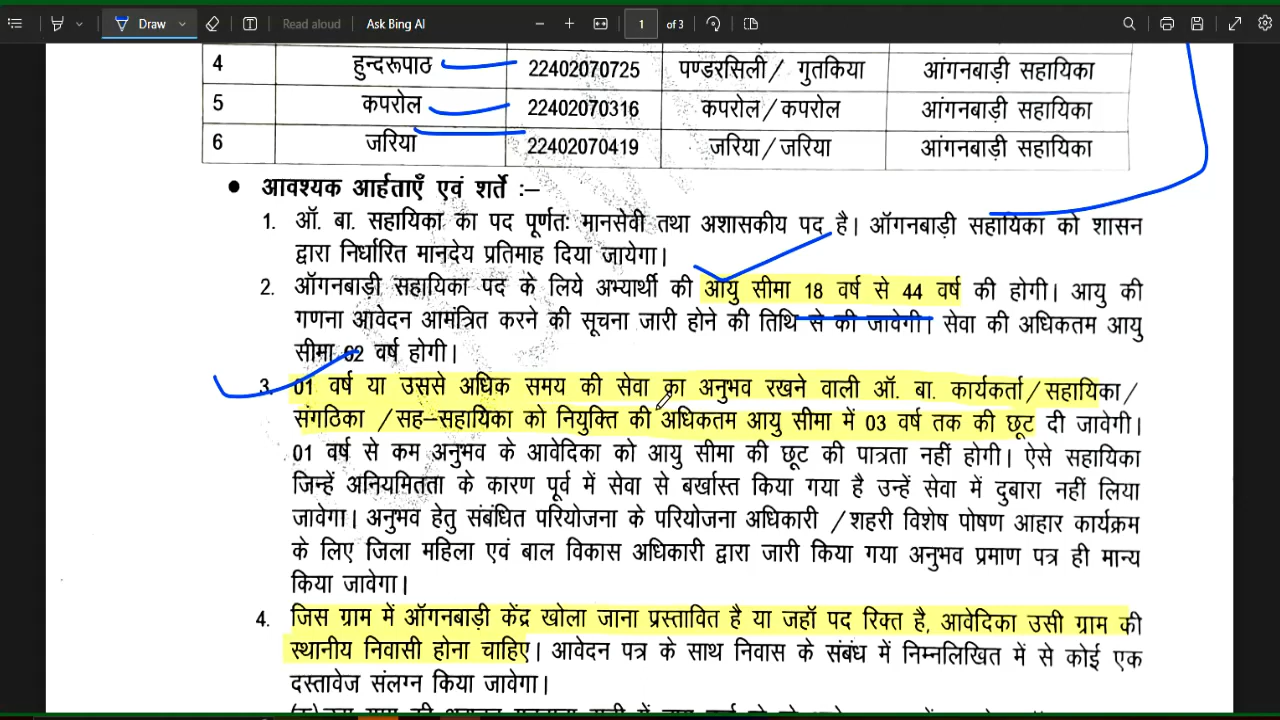 Draw
Read aloud
Ask Bing AI
1 of 3
4 हुन्दरूपाठ 22402070725 पण्डरसिली/ गुतकिया आंगनबाड़ी सहायिका
5 कपरोल 22402070316 कपरोल/कपरोल आंगनबाड़ी सहायिका
6 जरिया 22402070419 जरिया/जरिया आंगनबाड़ी सहायिका
• आवश्यक आर्हताएँ एवं शर्ते :–
1. ऑ. बा. सहायिका का पद पूर्णतः मानसेवी तथा अशासकीय पद है। ऑगनबाड़ी सहायिका को शासन
द्वारा निर्धारित मानदेय प्रतिमाह दिया जायेगा।
2. ऑगनबाड़ी सहायिका पद के लिये अभ्यार्थी की आयु सीमा 18 वर्ष से 44 वर्ष की होगी। आयु की
गणना आवेदन आमंत्रित करने की सूचना जारी होने की तिथि से की जावेगी। सेवा की अधिकतम आयु
सीमा वर्ष होगी।
3. 01 वर्ष या उससे अधिक समय की सेवा का अनुभव रखने वाली ऑ. बा. कार्यकर्ता/सहायिका/
संगठिका /सह–सहायिका को नियुक्ति की अधिकतम आयु सीमा में 03 वर्ष तक की छूट दी जावेगी।
01 वर्ष से कम अनुभव के आवेदिका को आयु सीमा की छूट की पात्रता नहीं होगी। ऐसे सहायिका
जिन्हें अनियमितता के कारण पूर्व में सेवा से बर्खास्त किया गया है उन्हें सेवा में दुबारा नहीं लिया
जावेगा। अनुभव हेतु संबंधित परियोजना के परियोजना अधिकारी /शहरी विशेष पोषण आहार कार्यक्रम
के लिए जिला महिला एवं बाल विकास अधिकारी द्वारा जारी किया गया अनुभव प्रमाण पत्र ही मान्य
किया जावेगा।
4. जिस ग्राम में ऑगनबाड़ी केंद्र खोला जाना प्रस्तावित है या जहॉ पद रिक्त है, आवेदिका उसी ग्राम की
स्थानीय निवासी होना चाहिए। आवेदन पत्र के साथ निवास के संबंध में निम्नलिखित में से कोई एक
दस्तावेज संलग्न किया जावेगा।